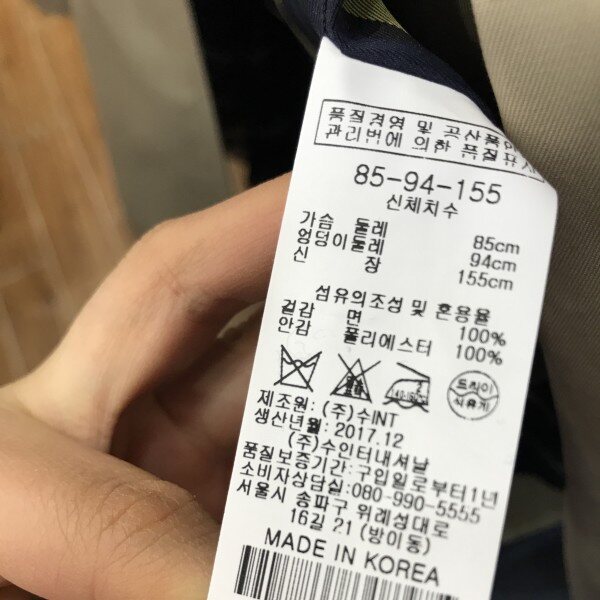 품질경영 및 공산품안
관리법에 의한 품질표시
85-94-155
신체치수
가슴 둘레 85cm
엉덩이둘레 94cm
신 장 155cm
섬유의조성 및 혼용율
겉감 면 100%
안감 폴리에스터 100%
드라이
석유계
제조원: (주)수INT
생산년월: 2017.12
(주)수인터내셔날
품질보증기간: 구입일로부터1년
소비자상담실: 080-990-5555
서울시 송파구 위례성대로
16길 21 (방이동)
MADE IN KOREA